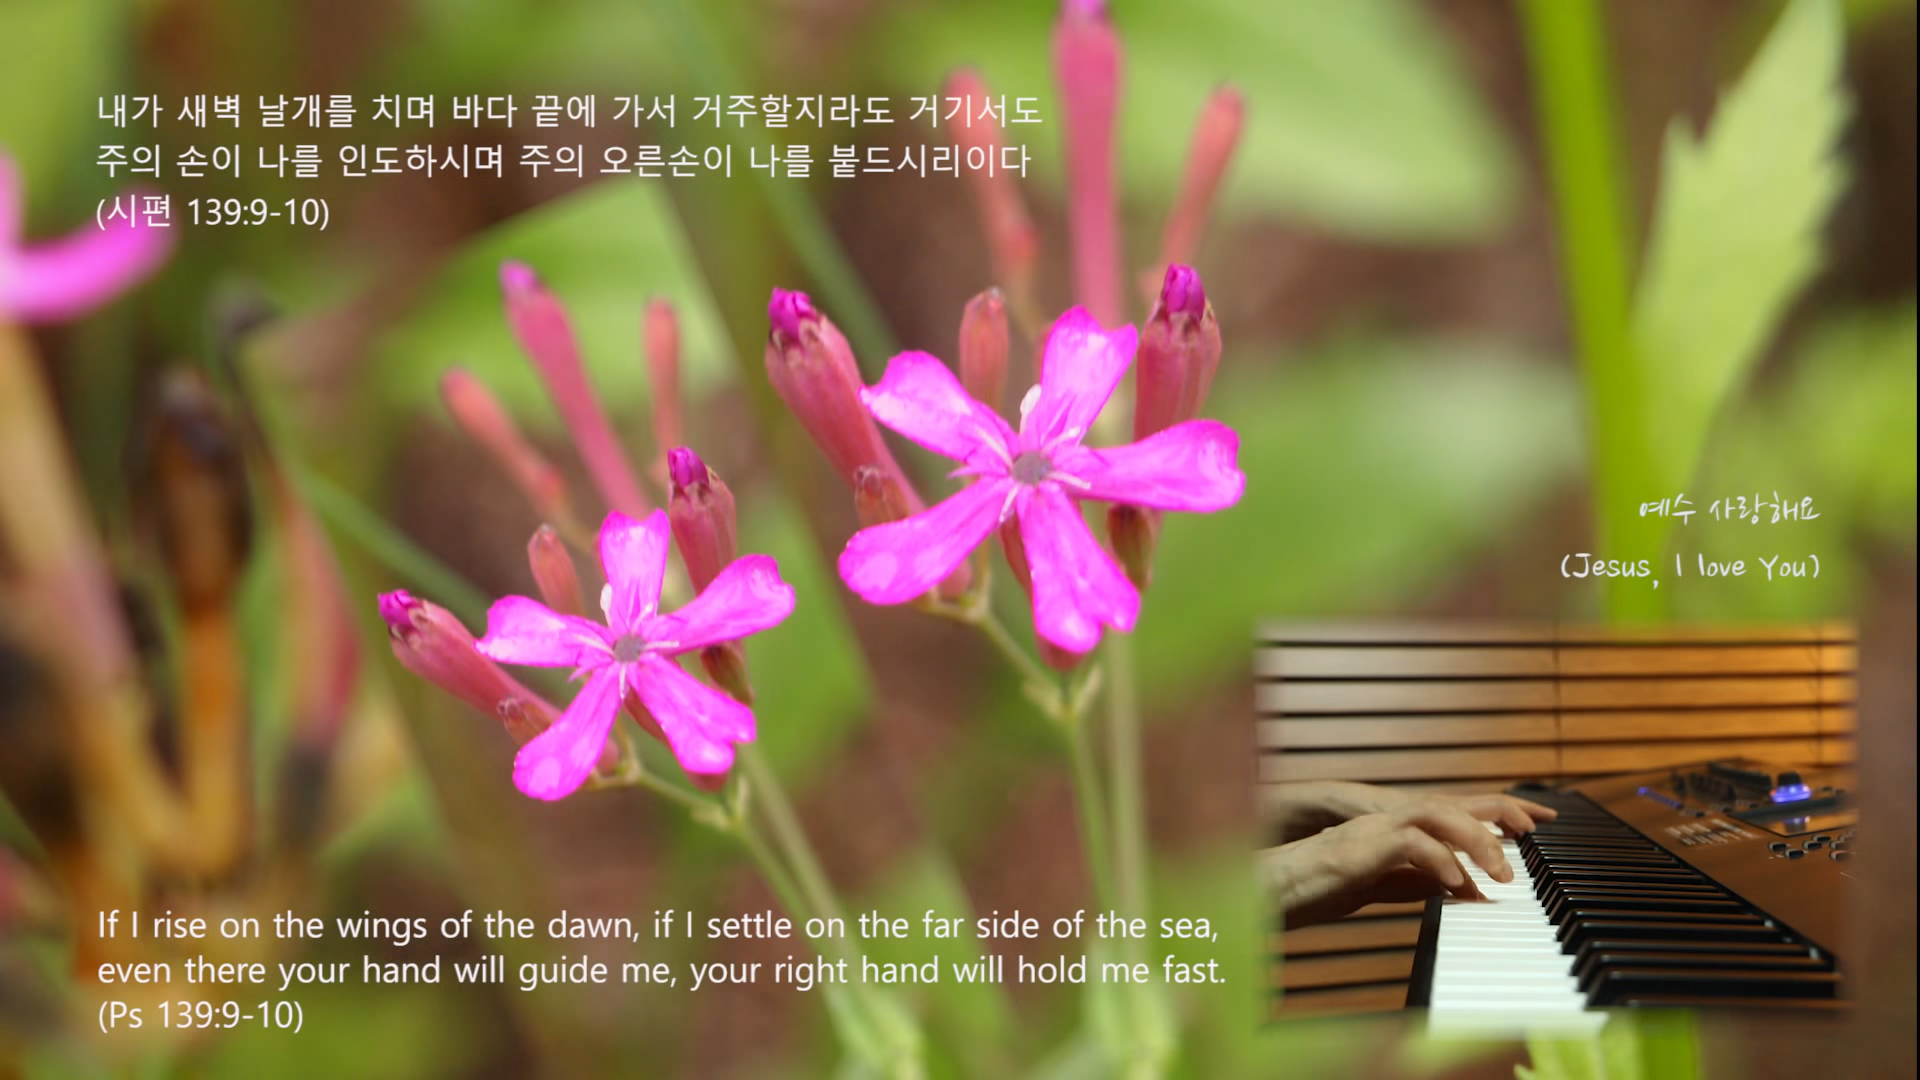 내가 새벽 날개를 치며 바다 끝에 가서 거주할지라도 거기서도
주의 손이 나를 인도하시며 주의 오른손이 나를 붙드시리이다
(시편 139:9-10)
예수 사랑해요
(Jesus, I love You)
If I rise on the wings of the dawn, if I settle on the far side of the sea,
even there your hand will guide me, your right hand will hold me fast.
(Ps 139:9-10)